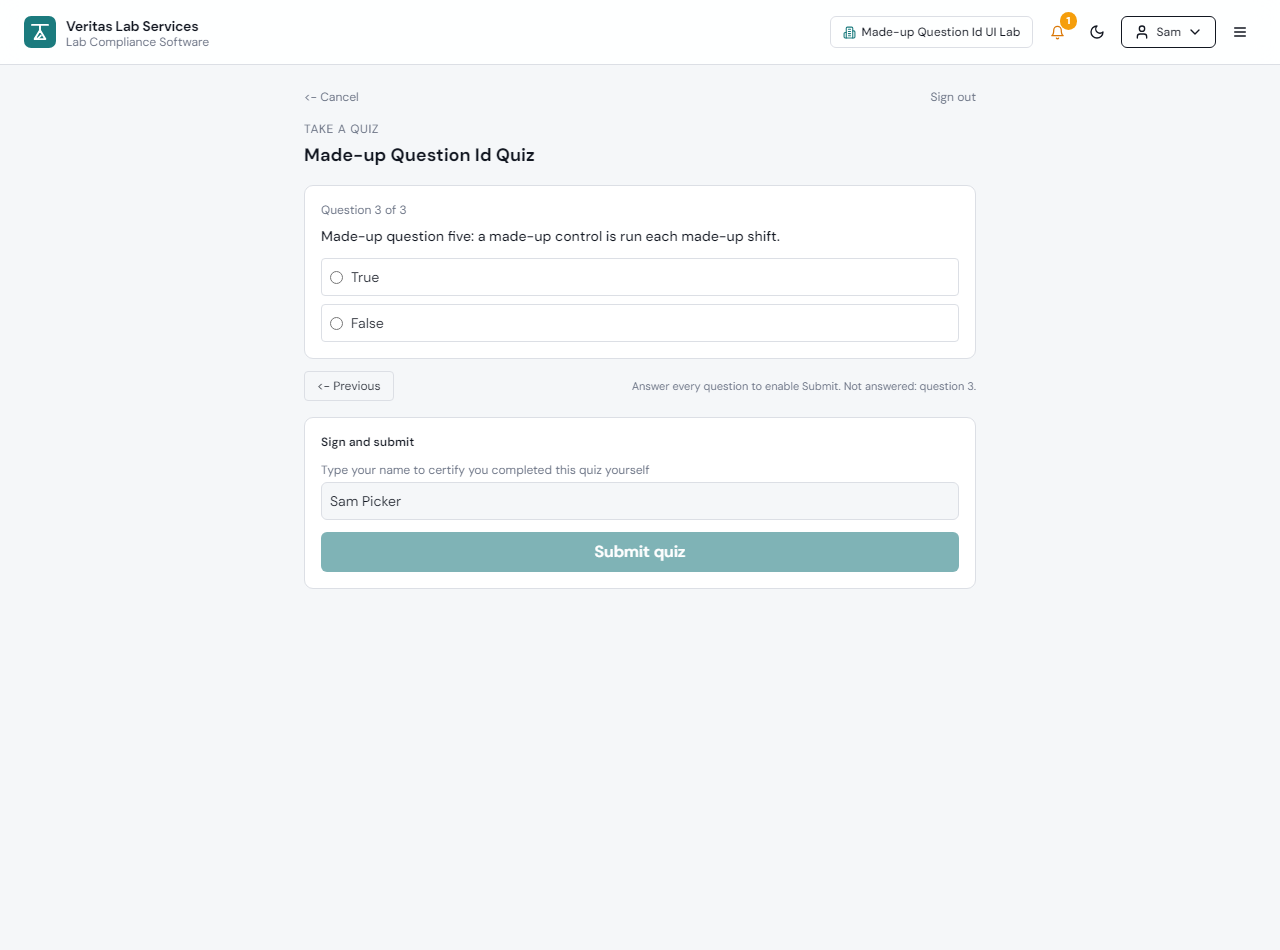 Veritas Lab Services
Lab Compliance Software
Made-up Question Id UI Lab
1
Sam
<- Cancel
Sign out
TAKE A QUIZ
Made-up Question Id Quiz
Question 3 of 3
Made-up question five: a made-up control is run each made-up shift.
True
False
<- Previous
Answer every question to enable Submit. Not answered: question 3.
Sign and submit
Type your name to certify you completed this quiz yourself
Sam Picker
Submit quiz